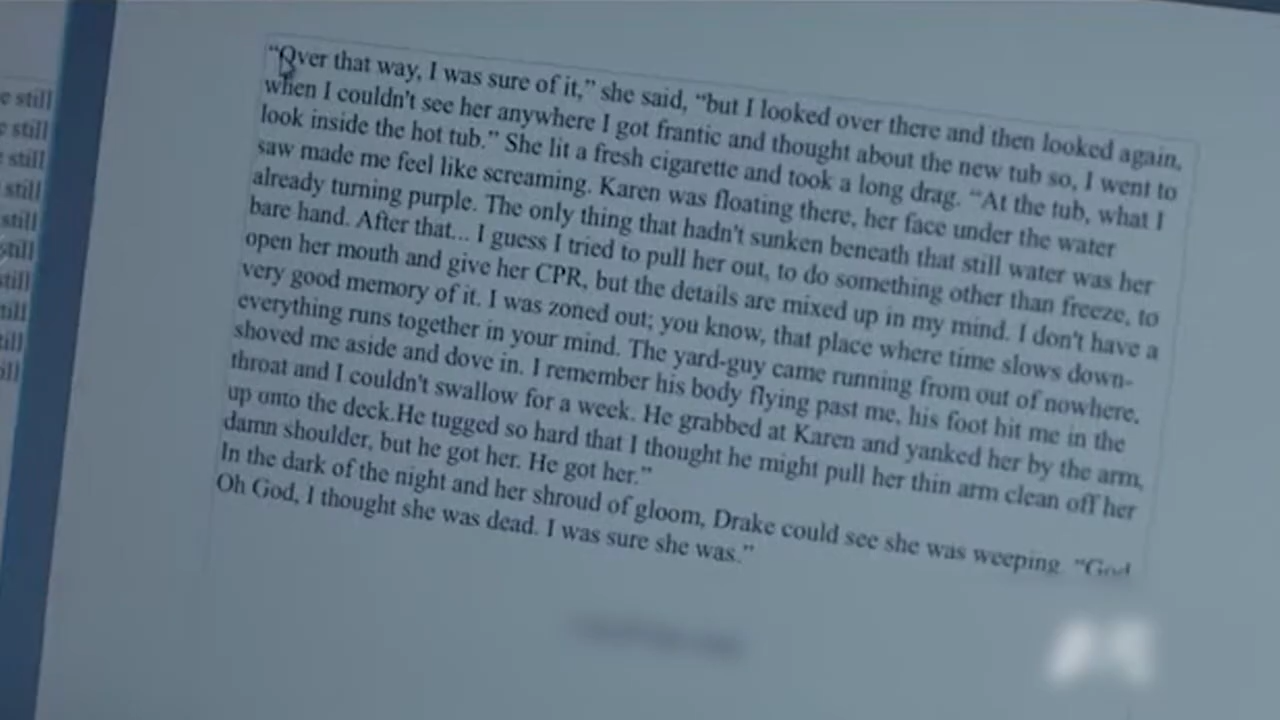 still
still
still
still
still
still
“Over that way, I was sure of it,” she said, “but I looked over there and then looked again,
when I couldn't see her anywhere I got frantic and thought about the new tub so, I went to
look inside the hot tub.” She lit a fresh cigarette and took a long drag. “At the tub, what I
saw made me feel like screaming. Karen was floating there, her face under the water
already turning purple. The only thing that hadn't sunken beneath that still water was her
bare hand. After that... I guess I tried to pull her out, to do something other than freeze, to
open her mouth and give her CPR, but the details are mixed up in my mind. I don't have a
very good memory of it. I was zoned out; you know, that place where time slows down-
everything runs together in your mind. The yard-guy came running from out of nowhere,
shoved me aside and dove in. I remember his body flying past me, his foot hit me in the
throat and I couldn't swallow for a week. He grabbed at Karen and yanked her by the arm,
up onto the deck.He tugged so hard that I thought he might pull her thin arm clean off her
damn shoulder, but he got her. He got her.”
In the dark of the night and her shroud of gloom, Drake could see she was weeping. “God
Oh God, I thought she was dead. I was sure she was.”